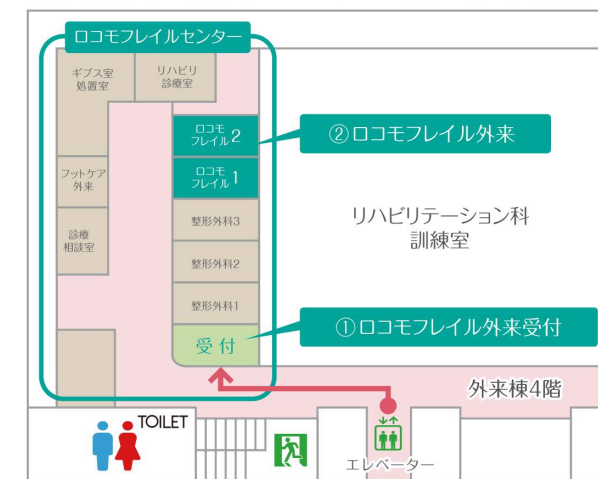 ロコモフレイルセンター
ギプス室
処置室
リハビリ
診療室
ロコモ
フレイル 2
②ロコモフレイル外来
フットケア
外来
ロコモ
フレイル 1
診療
相談室
整形外科3
リハビリテーション科
訓練室
整形外科2
整形外科1
受付
①ロコモフレイル外来受付
外来棟4階
TOILET
エレベーター